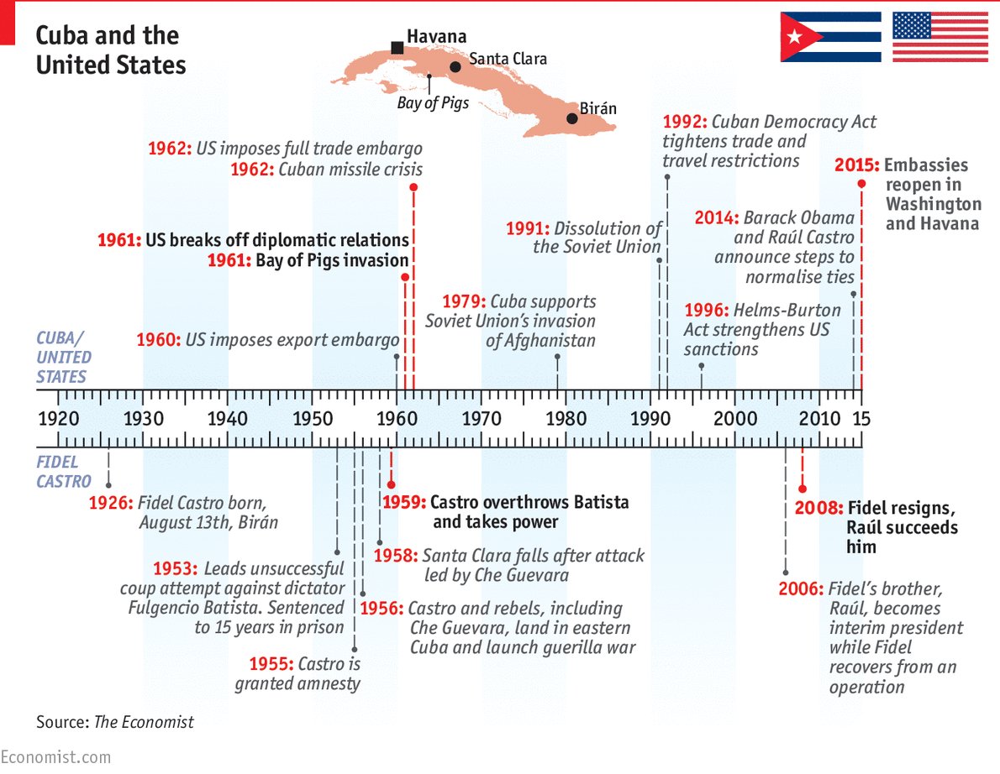 Cuba and the
United States
Havana
Santa Clara
Bay of Pigs
Birán
1962: US imposes full trade embargo
1962: Cuban missile crisis
1961: US breaks off diplomatic relations
1961: Bay of Pigs invasion
1960: US imposes export embargo
1979: Cuba supports
Soviet Union's invasion
of Afghanistan
1991: Dissolution of
the Soviet Union
1992: Cuban Democracy Act
tightens trade and
travel restrictions
1996: Helms-Burton
Act strengthens US
sanctions
2014: Barack Obama
and Raúl Castro
announce steps to
normalise ties
2015: Embassies
reopen in
Washington
and Havana
CUBA/
UNITED
STATES
1920 1930 1940 1950 1960 1970 1980 1990 2000 2010 15
FIDEL
CASTRO
1926: Fidel Castro born,
August 13th, Birán
1953: Leads unsuccessful
coup attempt against dictator
Fulgencio Batista. Sentenced
to 15 years in prison
1955: Castro is
granted amnesty
1956: Castro and rebels, including
Che Guevara, land in eastern
Cuba and launch guerilla war
1958: Santa Clara falls after attack
led by Che Guevara
1959: Castro overthrows Batista
and takes power
2006: Fidel's brother,
Raúl, becomes
interim president
while Fidel
recovers from an
operation
2008: Fidel resigns,
Raúl succeeds
him
Source: The Economist
Economist.com